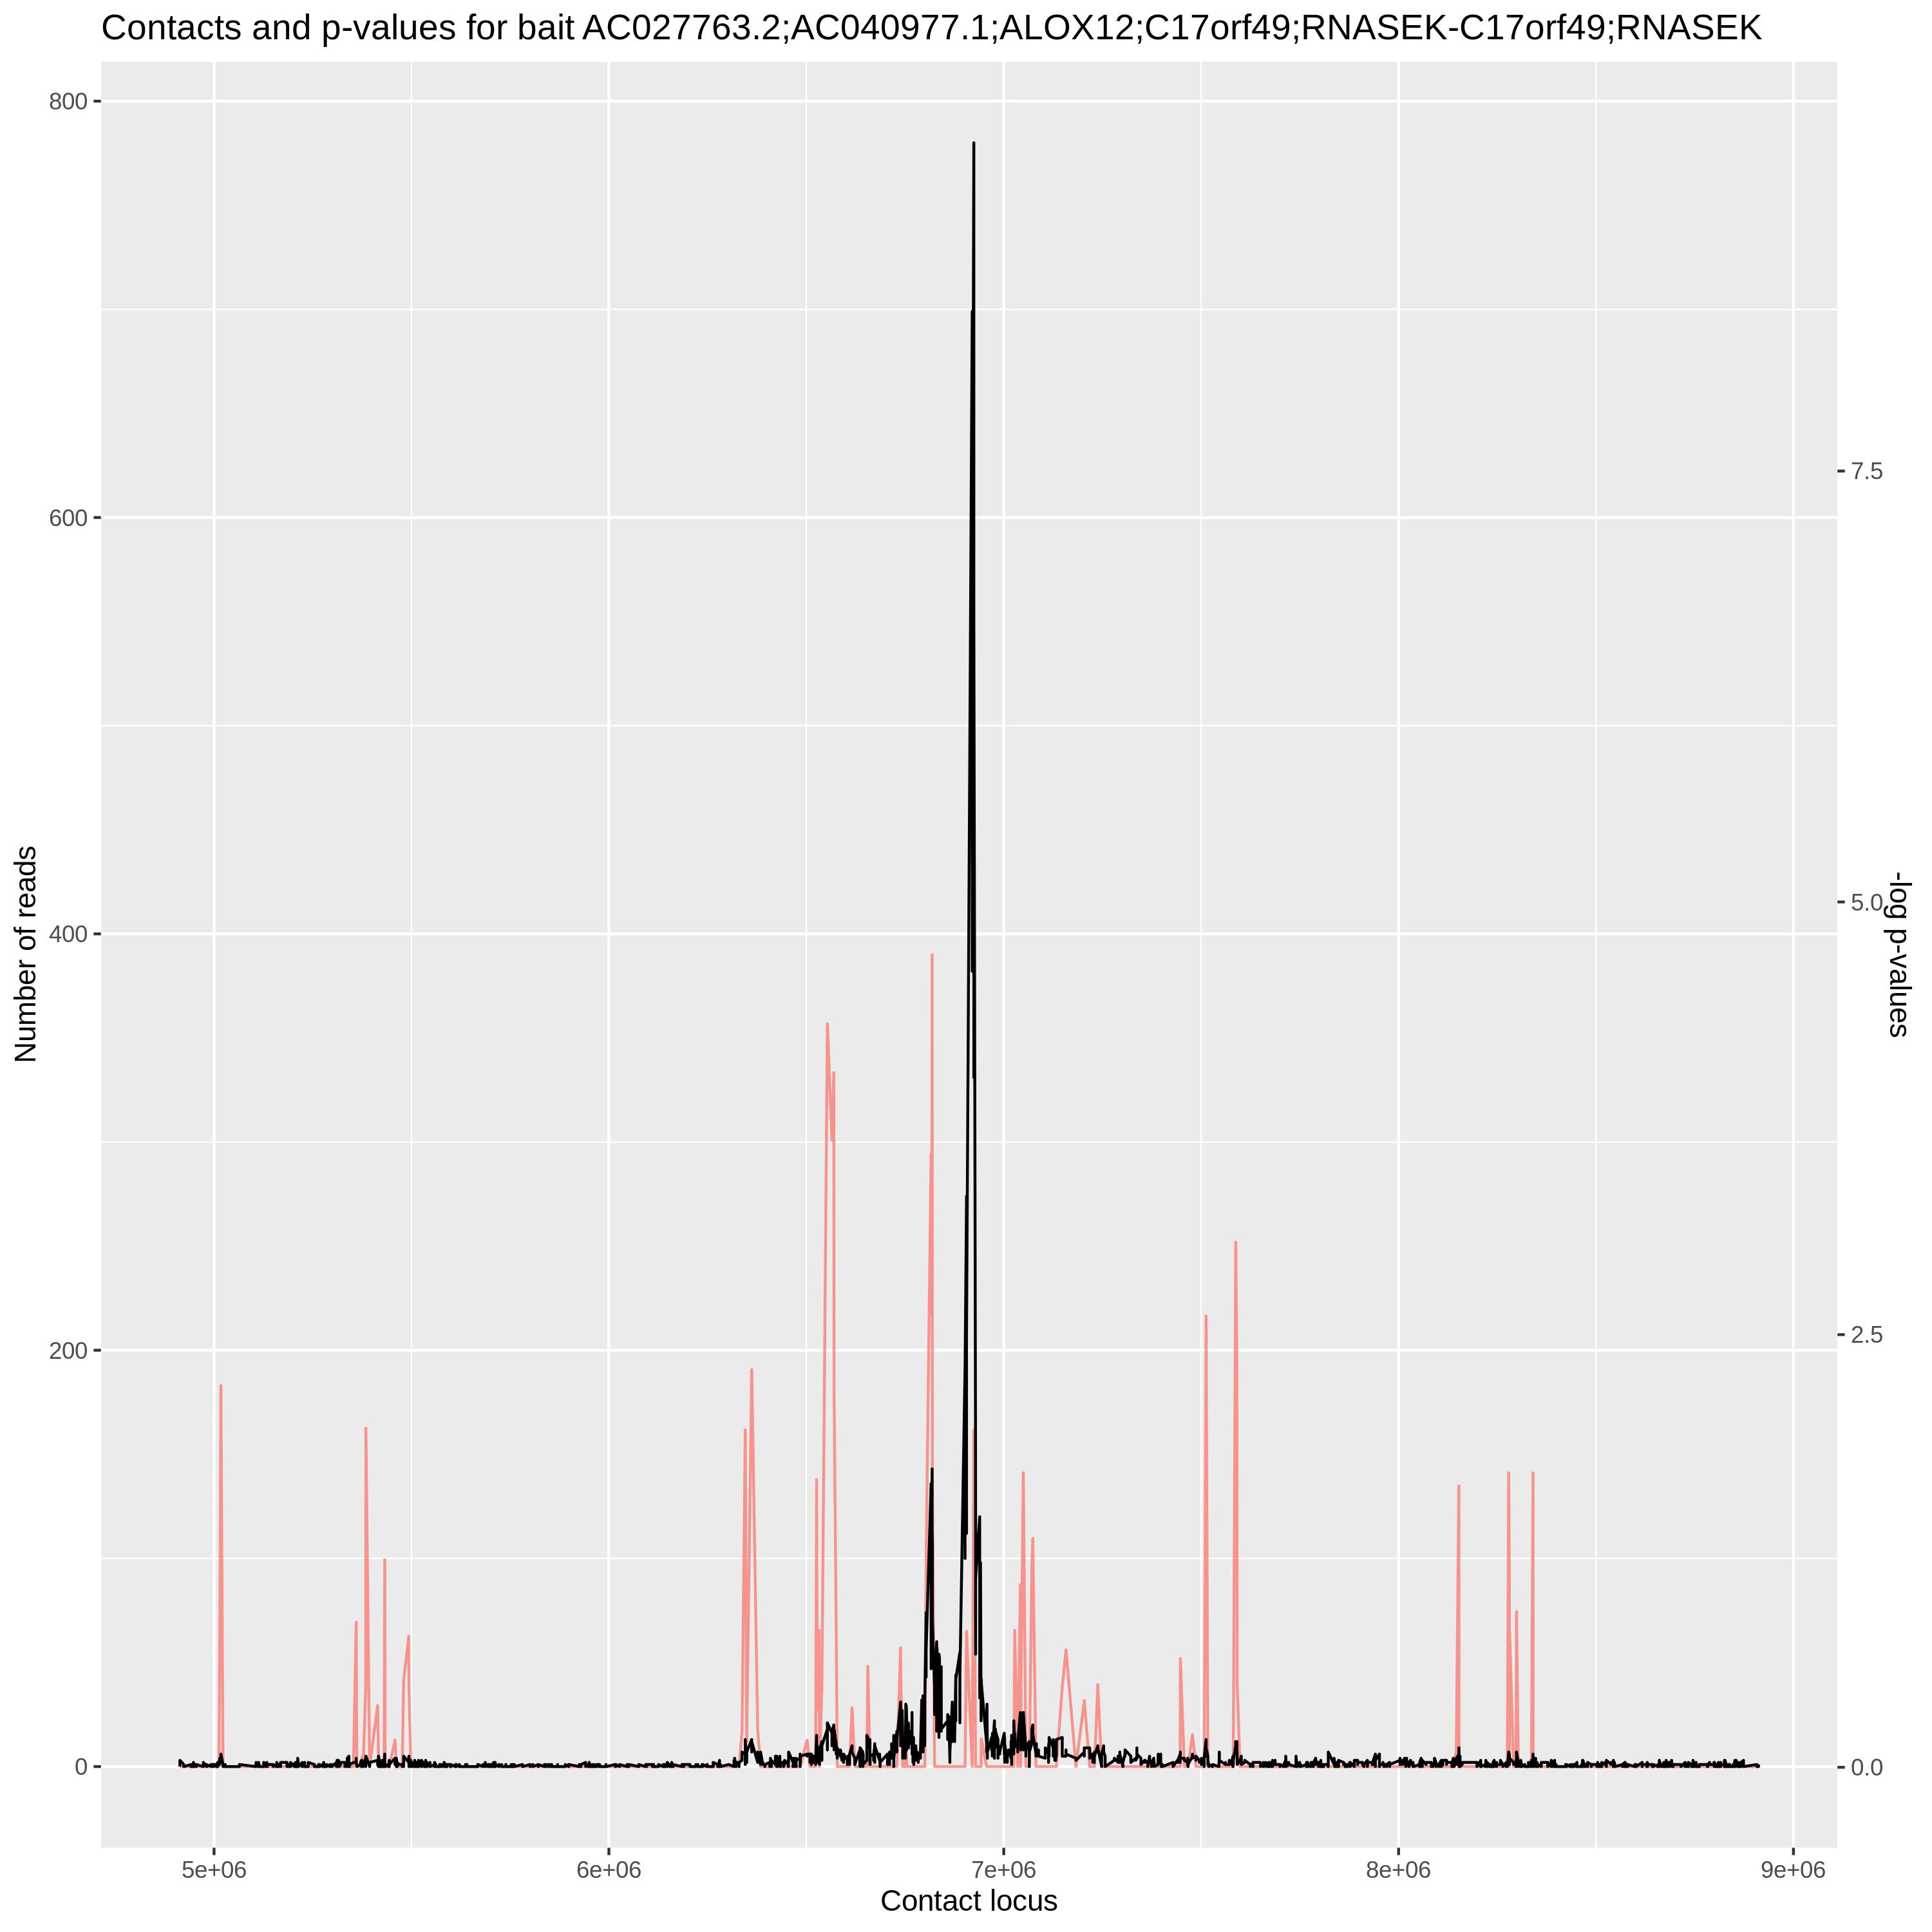 Contacts and p-values for bait AC027763.2;AC040977.1;ALOX12;C17orf49;RNASEK-C17orf49;RNASEK
800
600
400
200
0
Number of reads
7.5
5.0
2.5
0.0
-log p-values
5e+06 6e+06 7e+06 8e+06 9e+06
Contact locus